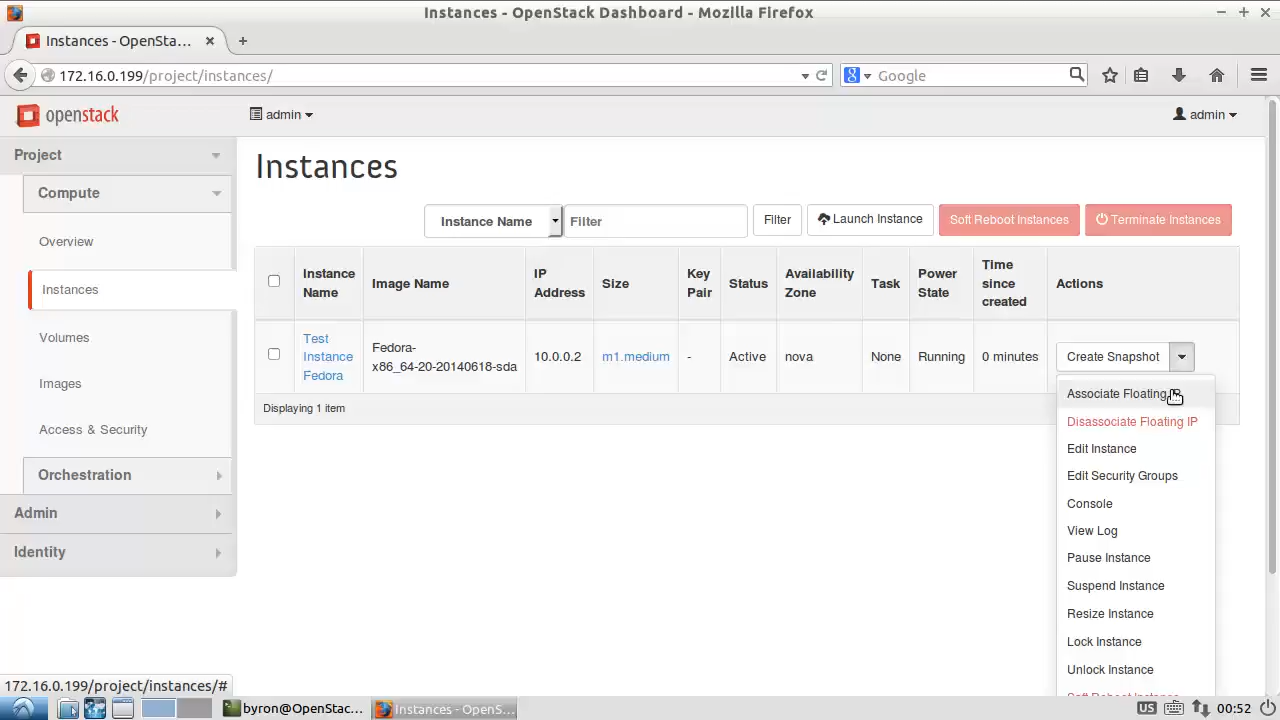 Instances - OpenStack Dashboard - Mozilla Firefox
Instances - OpenSta...
172.16.0.199/project/instances/
Google
openstack
admin
admin
Project
Compute
Overview
Instances
Volumes
Images
Access & Security
Orchestration
Admin
Identity
Instances
Instance Name
Filter
Filter
Launch Instance
Soft Reboot Instances
Terminate Instances
Instance Name
Image Name
IP Address
Size
Key Pair
Status
Availability Zone
Task
Power State
Time since created
Actions
Test Instance Fedora
Fedora-x86_64-20-20140618-sda
10.0.0.2
m1.medium
-
Active
nova
None
Running
0 minutes
Create Snapshot
Displaying 1 item
Associate Floating
Disassociate Floating IP
Edit Instance
Edit Security Groups
Console
View Log
Pause Instance
Suspend Instance
Resize Instance
Lock Instance
Unlock Instance
Soft Reboot Instance
172.16.0.199/project/instances/#
byron@OpenStac...
Instances - OpenS...
US
00:52